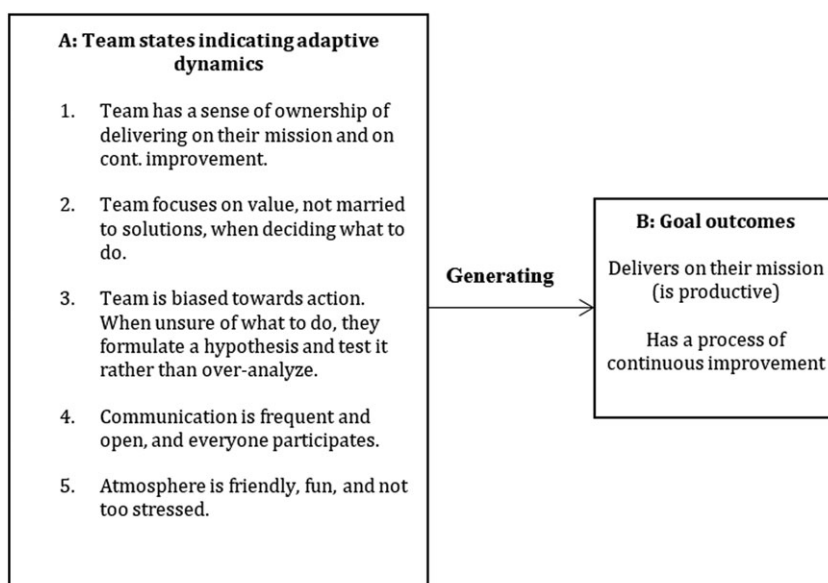 A: Team states indicating adaptive
dynamics
1. Team has a sense of ownership of
delivering on their mission and on
cont. improvement.
2. Team focuses on value, not married
to solutions, when deciding what to
do.
3. Team is biased towards action.
When unsure of what to do, they
formulate a hypothesis and test it
rather than over-analyze.
4. Communication is frequent and
open, and everyone participates.
5. Atmosphere is friendly, fun, and not
too stressed.
Generating
B: Goal outcomes
Delivers on their mission
(is productive)
Has a process of
continuous improvement